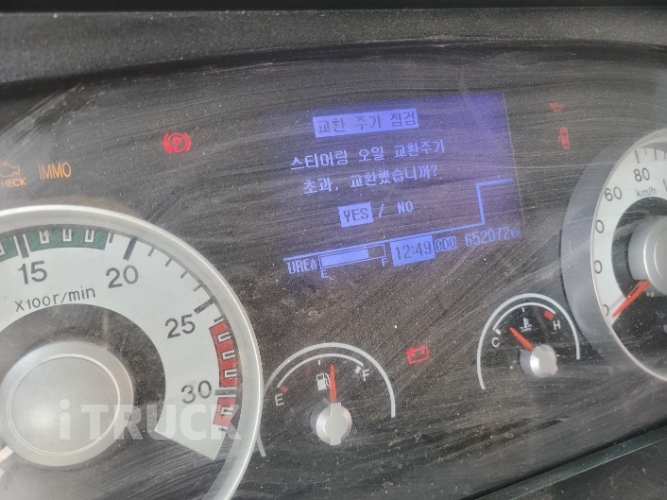 교환 주기 점검
스티어링 오일 교환주기
초과, 교환했습니까?
YES / NO
UREA E F 12:49 000 652072
CHECK IMMO
P
15 20 25 30
X100r/min
E F
C H
60 80
km/h
iTRUCK